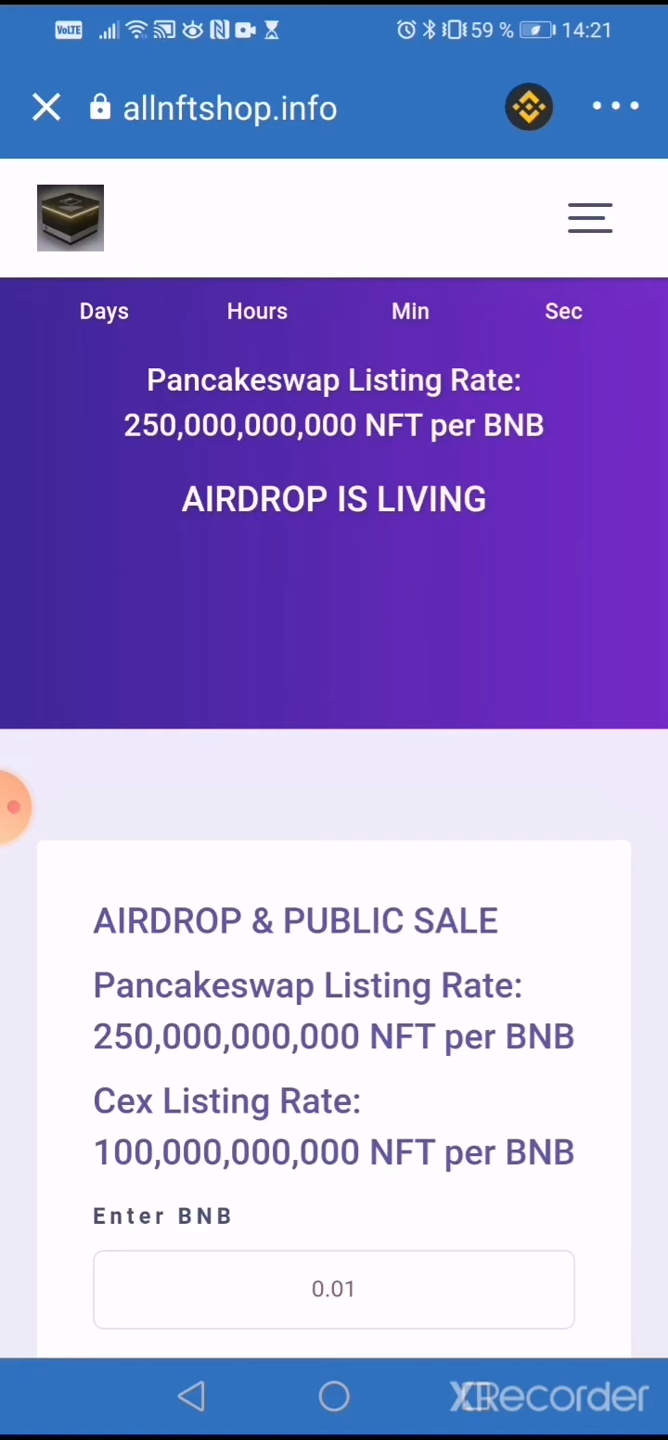 VoLTE 59 % 14:21
allnftshop.info
Days Hours Min Sec
Pancakeswap Listing Rate:
250,000,000,000 NFT per BNB
AIRDROP IS LIVING
AIRDROP & PUBLIC SALE
Pancakeswap Listing Rate:
250,000,000,000 NFT per BNB
Cex Listing Rate:
100,000,000,000 NFT per BNB
Enter BNB
0.01
XRecorder